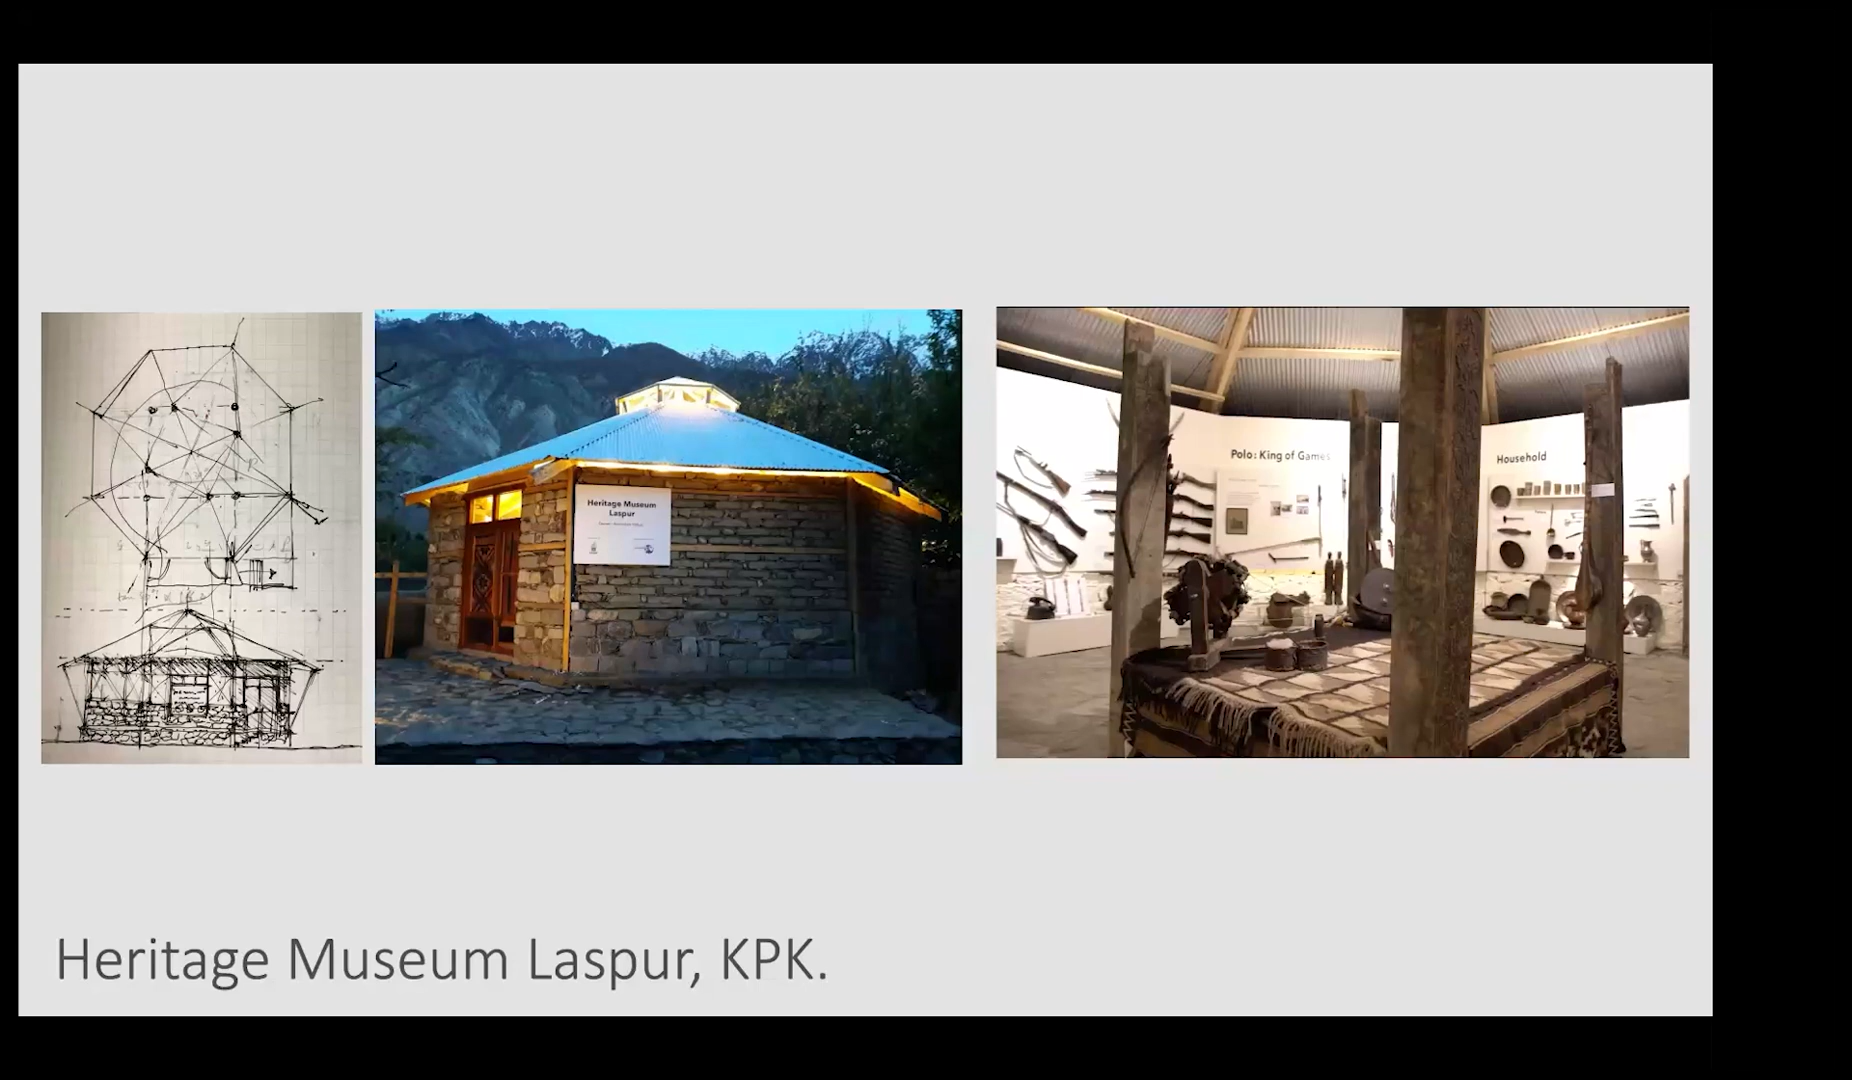 Heritage Museum
Laspur
Polo: King of Games
Household
Heritage Museum Laspur, KPK.